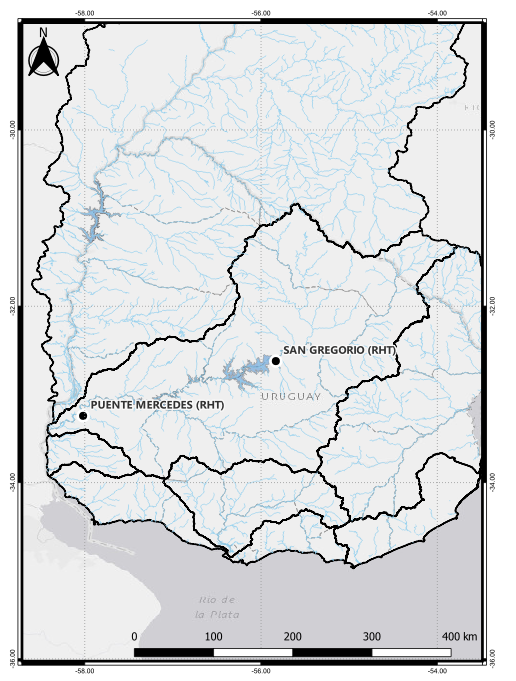 -58.00 -56.00 -54.00
N
-30.00 -30.00
-32.00 -32.00
SAN GREGORIO (RHT)
URUGUAY
PUENTE MERCEDES (RHT)
-34.00 -34.00
Río de
la Plata
0 100 200 300 400 km
-36.00 -36.00
-58.00 -56.00 -54.00